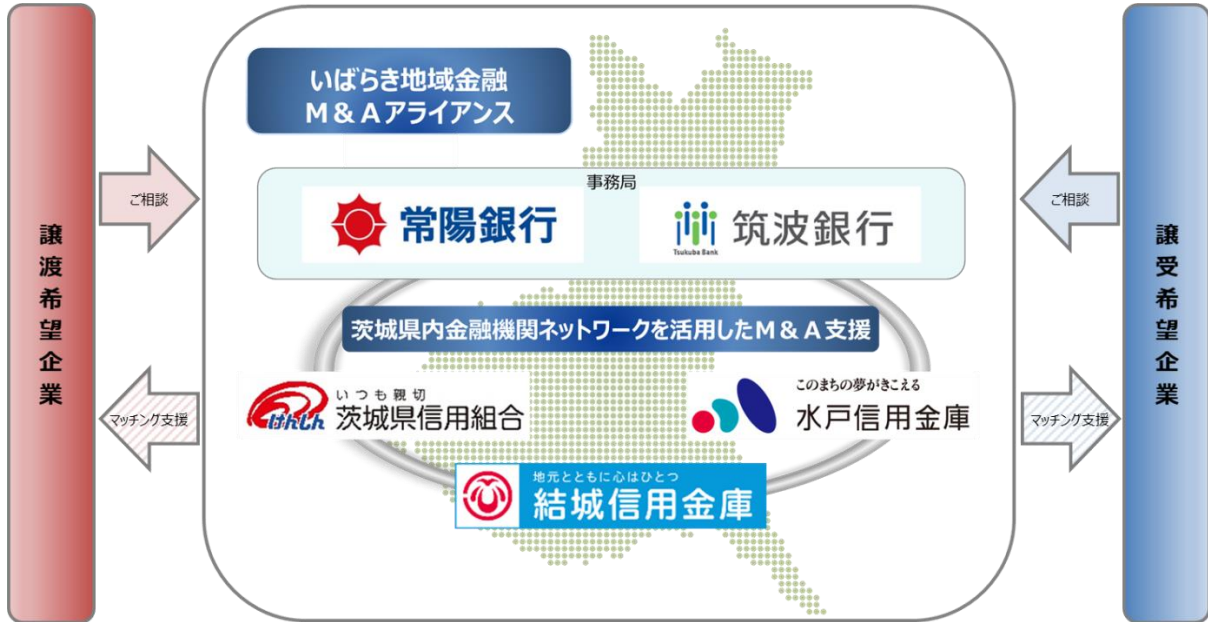 いばらき地域金融
M&Aアライアンス
事務局
常陽銀行
筑波銀行
Tsukuba Bank
ご相談
ご相談
譲渡希望企業
譲受希望企業
茨城県内金融機関ネットワークを活用したM&A支援
いつも親切
けんしん
茨城県信用組合
このまちの夢がきこえる
水戸信用金庫
マッチング支援
マッチング支援
地元とともに心はひとつ
結城信用金庫